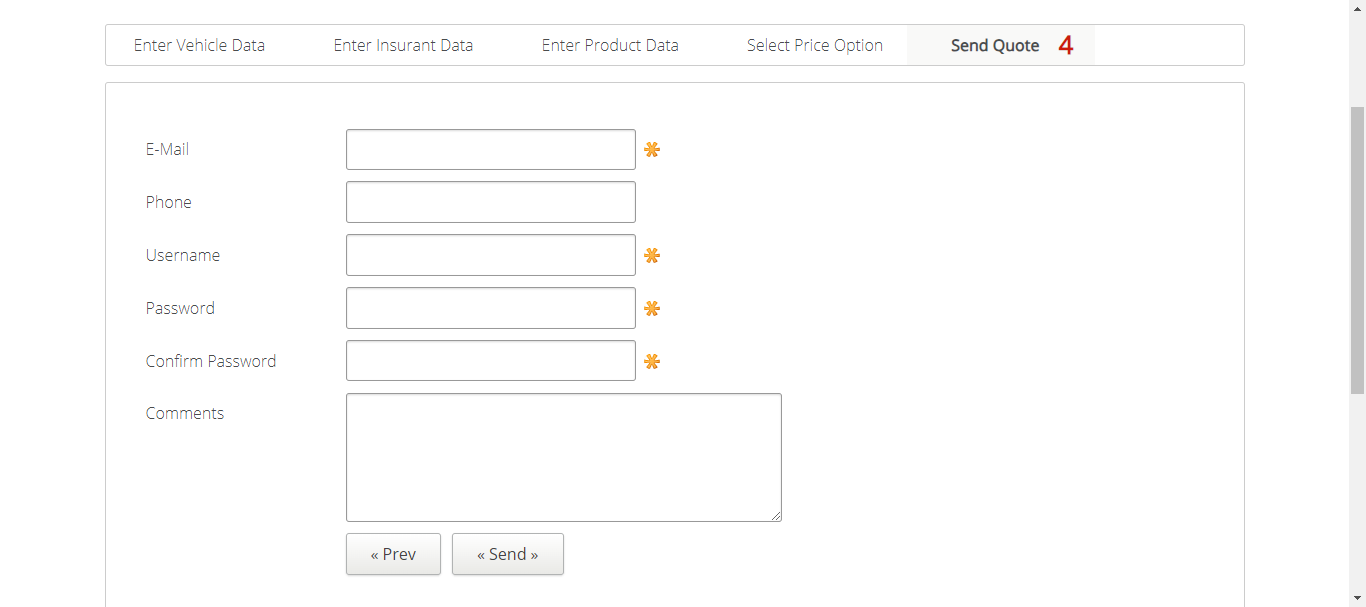 Enter Vehicle Data Enter Insurant Data Enter Product Data Select Price Option Send Quote 4
E-Mail
Phone
Username
Password
Confirm Password
Comments
« Prev « Send »